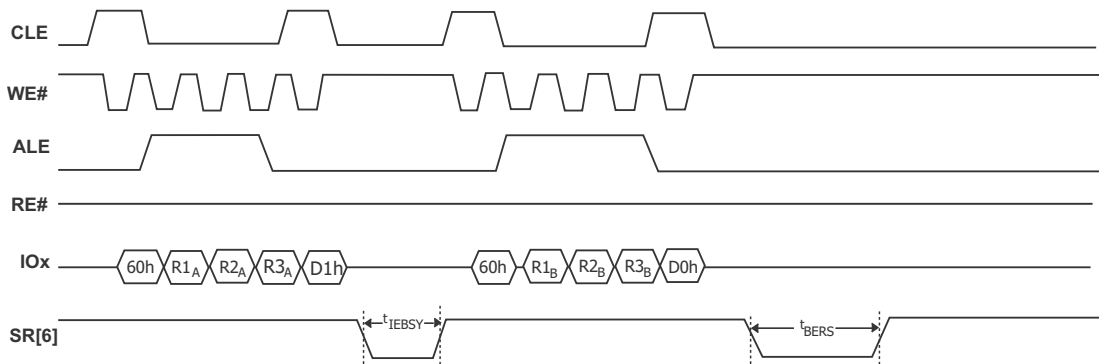 CLE
WE#
ALE
RE#
IOx 60h R1A R2A R3A D1h 60h R1B R2B R3B D0h
SR[6] tIEBSY tBERS